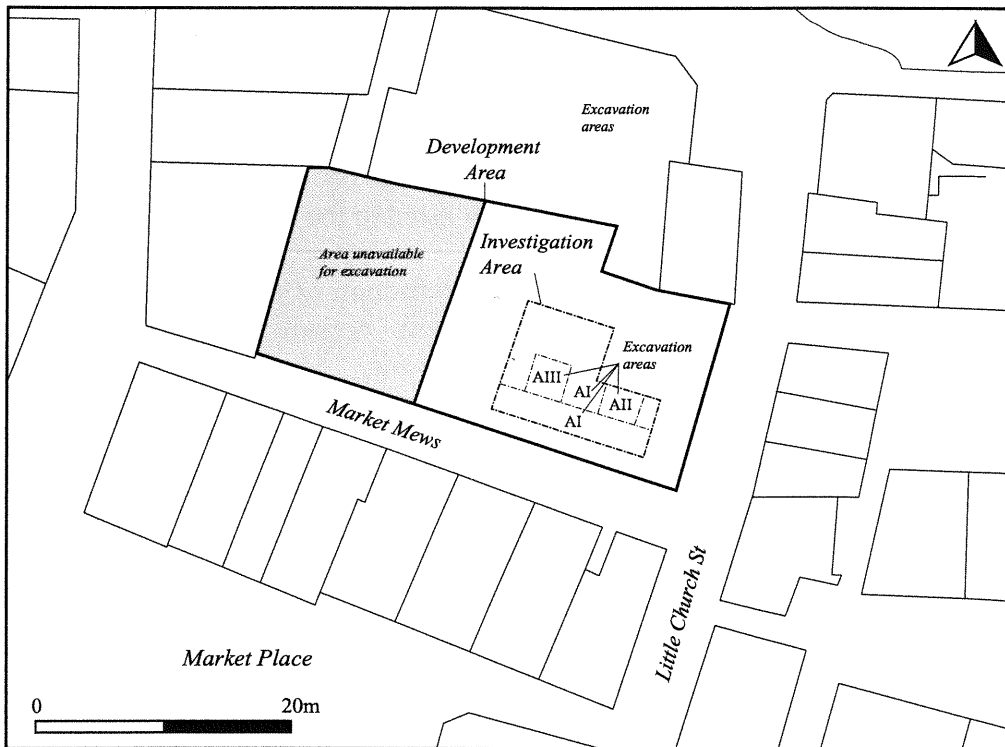 Excavation
areas
Development
Area
Area unavailable
for excavation
Investigation
Area
Excavation
areas
AIII
AI
AII
AI
Market Mews
Little Church St
Market Place
0
20m